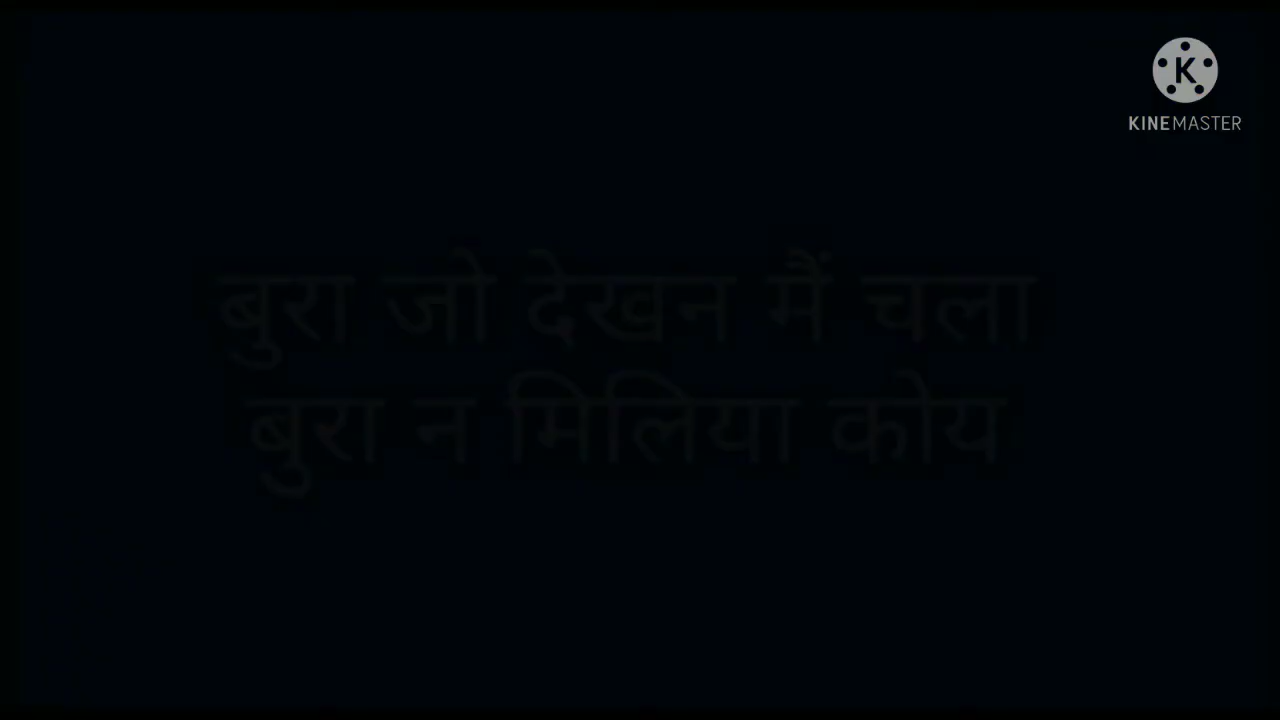 KINEMASTER
बुरा जो देखन मैं चला
बुरा न मिलिया कोय